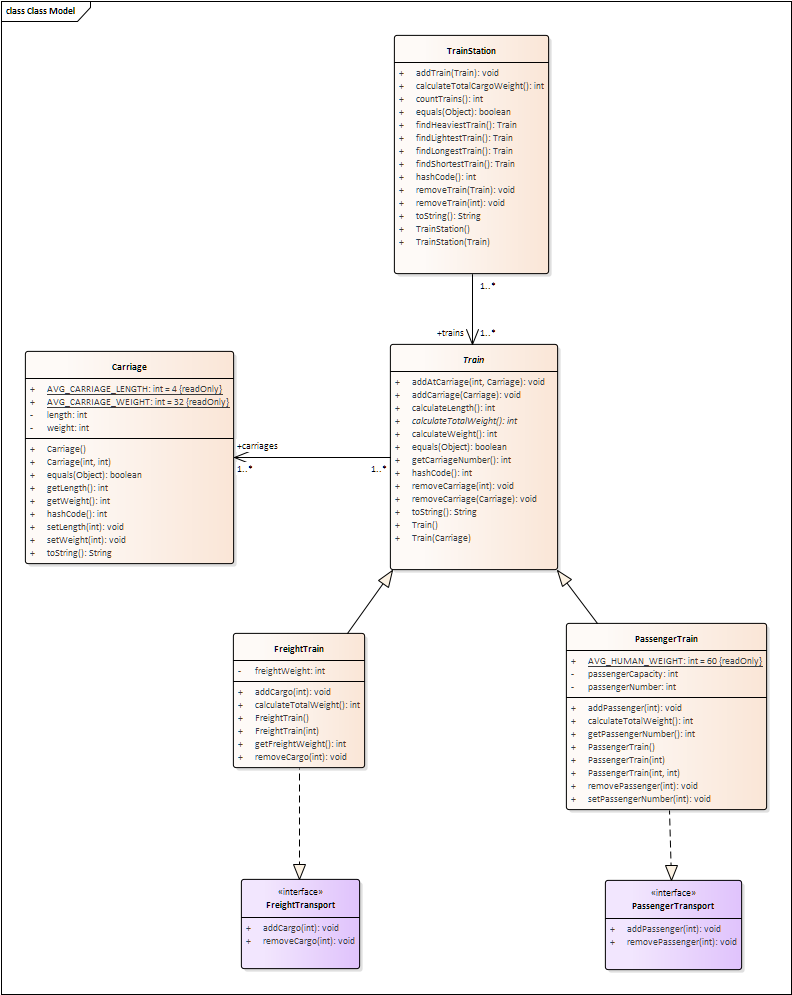 class Class Model
TrainStation
+ addTrain(Train): void
+ calculateTotalCargoWeight(): int
+ countTrains(): int
+ equals(Object): boolean
+ findHeaviestTrain(): Train
+ findLightestTrain(): Train
+ findLongestTrain(): Train
+ findShortestTrain(): Train
+ hashCode(): int
+ removeTrain(Train): void
+ removeTrain(int): void
+ toString(): String
+ TrainStation()
+ TrainStation(Train)
1..*
+trains
1..*
Carriage
+ AVG_CARRIAGE_LENGTH: int = 4 {readOnly}
+ AVG_CARRIAGE_WEIGHT: int = 32 {readOnly}
- length: int
- weight: int
+ Carriage()
+ Carriage(int, int)
+ equals(Object): boolean
+ getLength(): int
+ getWeight(): int
+ hashCode(): int
+ setLength(int): void
+ setWeight(int): void
+ toString(): String
+carriages
1..*
1..*
Train
+ addAtCarriage(int, Carriage): void
+ addCarriage(Carriage): void
+ calculateLength(): int
+ calculateTotalWeight(): int
+ calculateWeight(): int
+ equals(Object): boolean
+ getCarriageNumber(): int
+ hashCode(): int
+ removeCarriage(int): void
+ removeCarriage(Carriage): void
+ toString(): String
+ Train()
+ Train(Carriage)
FreightTrain
- freightWeight: int
+ addCargo(int): void
+ calculateTotalWeight(): int
+ FreightTrain()
+ FreightTrain(int)
+ getFreightWeight(): int
+ removeCargo(int): void
PassengerTrain
+ AVG_HUMAN_WEIGHT: int = 60 {readOnly}
- passengerCapacity: int
- passengerNumber: int
+ addPassenger(int): void
+ calculateTotalWeight(): int
+ getPassengerNumber(): int
+ PassengerTrain()
+ PassengerTrain(int)
+ PassengerTrain(int, int)
+ removePassenger(int): void
+ setPassengerNumber(int): void
«interface»
FreightTransport
+ addCargo(int): void
+ removeCargo(int): void
«interface»
PassengerTransport
+ addPassenger(int): void
+ removePassenger(int): void